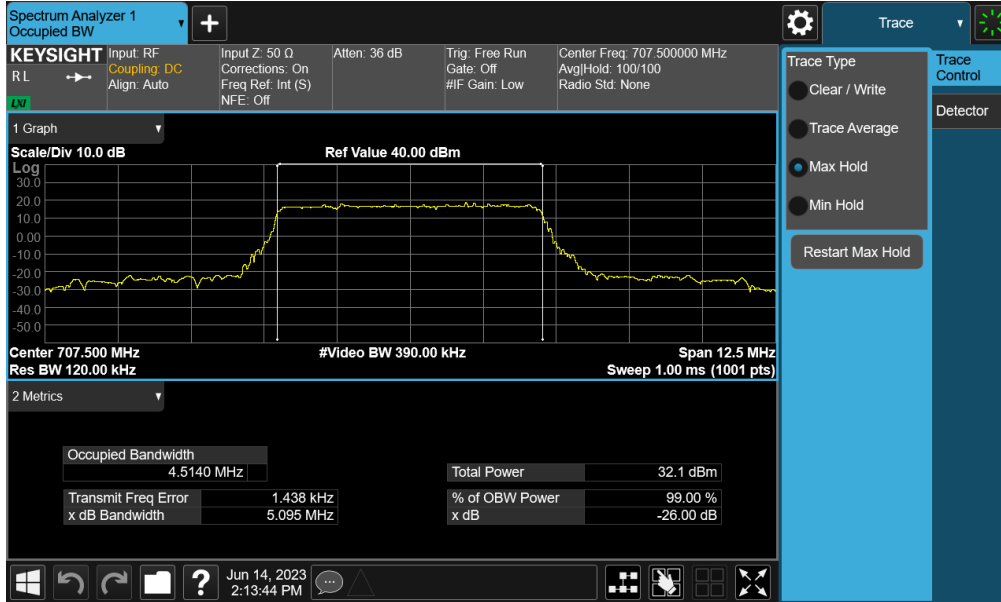 Spectrum Analyzer 1
Occupied BW
Trace
KEYSIGHT
R L
LXI
Input: RF
Coupling: DC
Align: Auto
Input Z: 50 Ω
Corrections: On
Freq Ref: Int (S)
NFE: Off
Atten: 36 dB
Trig: Free Run
Gate: Off
#IF Gain: Low
Center Freq: 707.500000 MHz
Avg|Hold: 100/100
Radio Std: None
Trace Type
Clear / Write
Trace Average
Max Hold
Min Hold
Restart Max Hold
Trace
Control
Detector
1 Graph
Scale/Div 10.0 dB
Ref Value 40.00 dBm
Log
30.0
20.0
10.0
0.00
-10.0
-20.0
-30.0
-40.0
-50.0
Center 707.500 MHz
#Video BW 390.00 kHz
Span 12.5 MHz
Res BW 120.00 kHz
Sweep 1.00 ms (1001 pts)
2 Metrics
Occupied Bandwidth
4.5140 MHz
Total Power 32.1 dBm
Transmit Freq Error 1.438 kHz
% of OBW Power 99.00 %
x dB Bandwidth 5.095 MHz
x dB -26.00 dB
?
Jun 14, 2023
2:13:44 PM